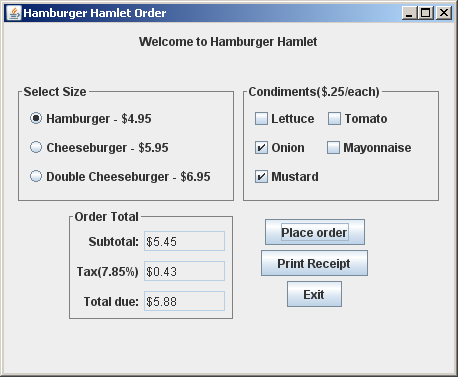 Hamburger Hamlet Order
Welcome to Hamburger Hamlet
Select Size
Hamburger - $4.95
Cheeseburger - $5.95
Double Cheeseburger - $6.95
Condiments($.25/each)
Lettuce Tomato
Onion Mayonnaise
Mustard
Order Total
Subtotal: $5.45
Tax(7.85%) $0.43
Total due: $5.88
Place order
Print Receipt
Exit